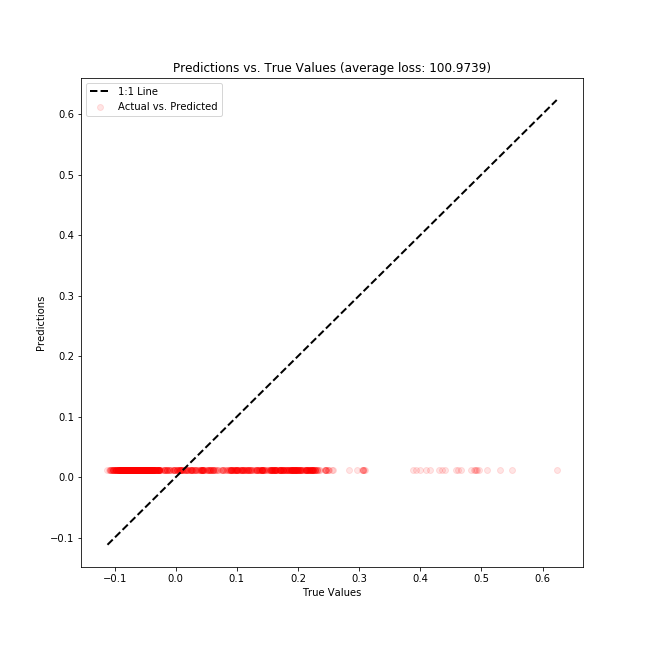 Predictions vs. True Values (average loss: 100.9739)
1:1 Line
Actual vs. Predicted
0.6
0.5
0.4
0.3
0.2
0.1
0.0
−0.1
Predictions
−0.1 0.0 0.1 0.2 0.3 0.4 0.5 0.6
True Values